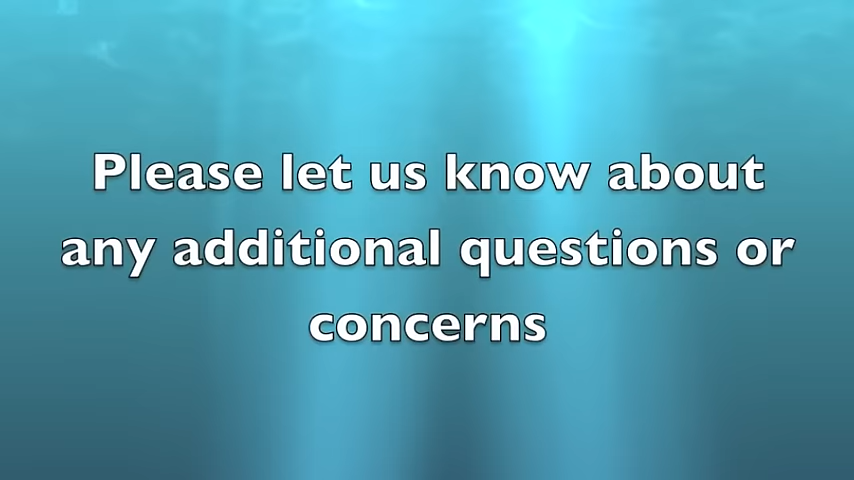 Please let us know about
any additional questions or
concerns